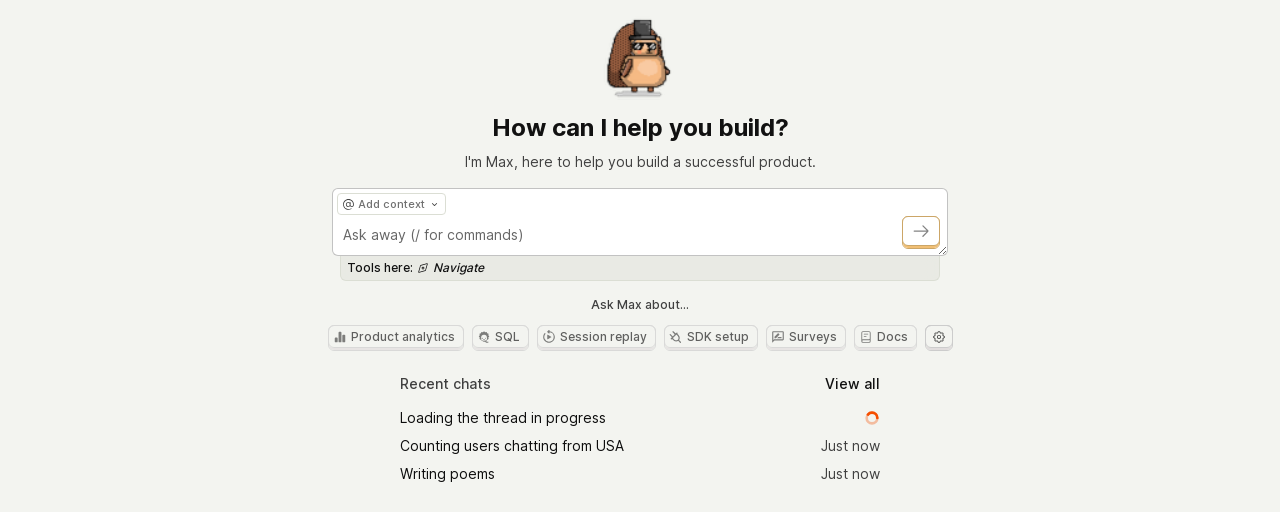 How can I help you build?
I'm Max, here to help you build a successful product.
Add context
Ask away (/ for commands)
Tools here: Navigate
Ask Max about...
Product analytics SQL Session replay SDK setup Surveys Docs
Recent chats View all
Loading the thread in progress
Counting users chatting from USA Just now
Writing poems Just now